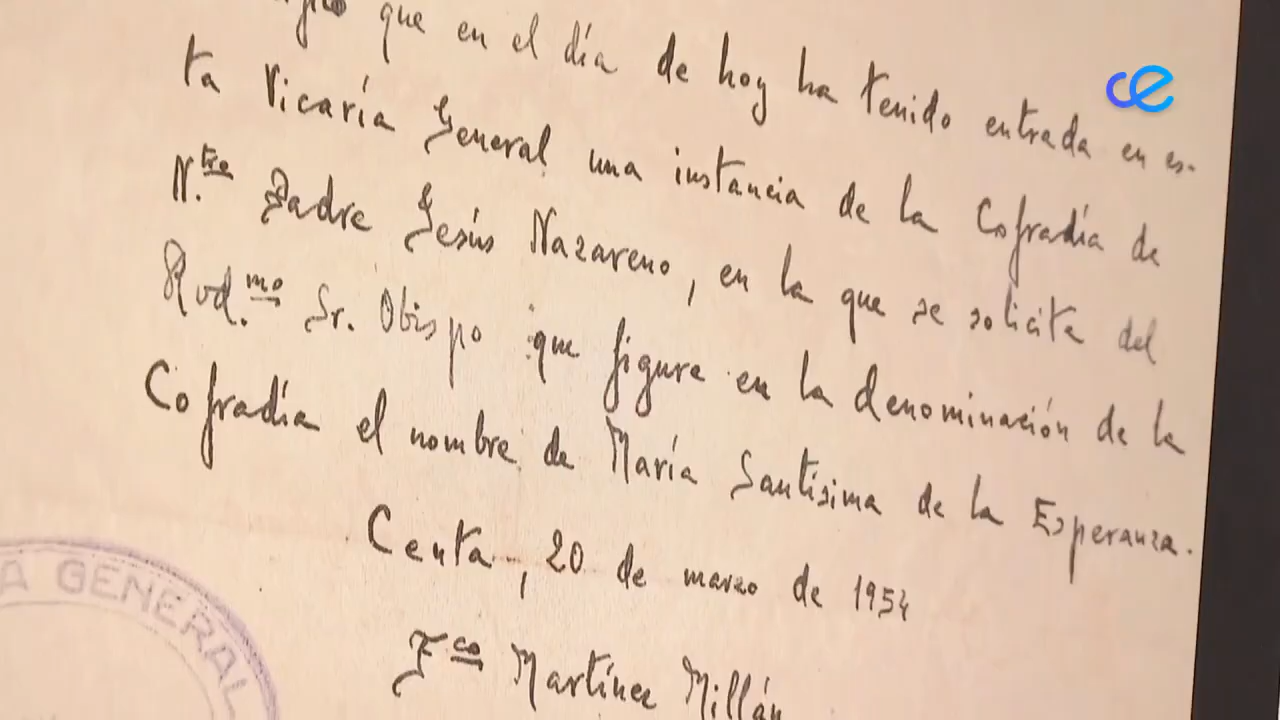 que en el día de hoy ha tenido entrada en es-
ta Vicaría General una instancia de la Cofradía de
N.tro Padre Jesús Nazareno, en la que se solicita del
Rvd.mo Sr. Obispo que figure en la denominación de la
Cofradía el nombre de María Santísima de la Esperanza.
Ceuta, 20 de marzo de 1954
Fco Martínez Millán
A GENERAL
ce